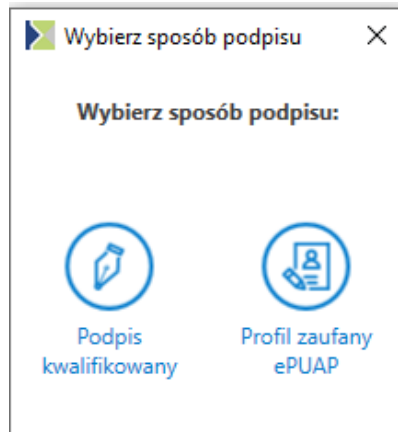 Wybierz sposób podpisu
Wybierz sposób podpisu:
Podpis
kwalifikowany
Profil zaufany
ePUAP